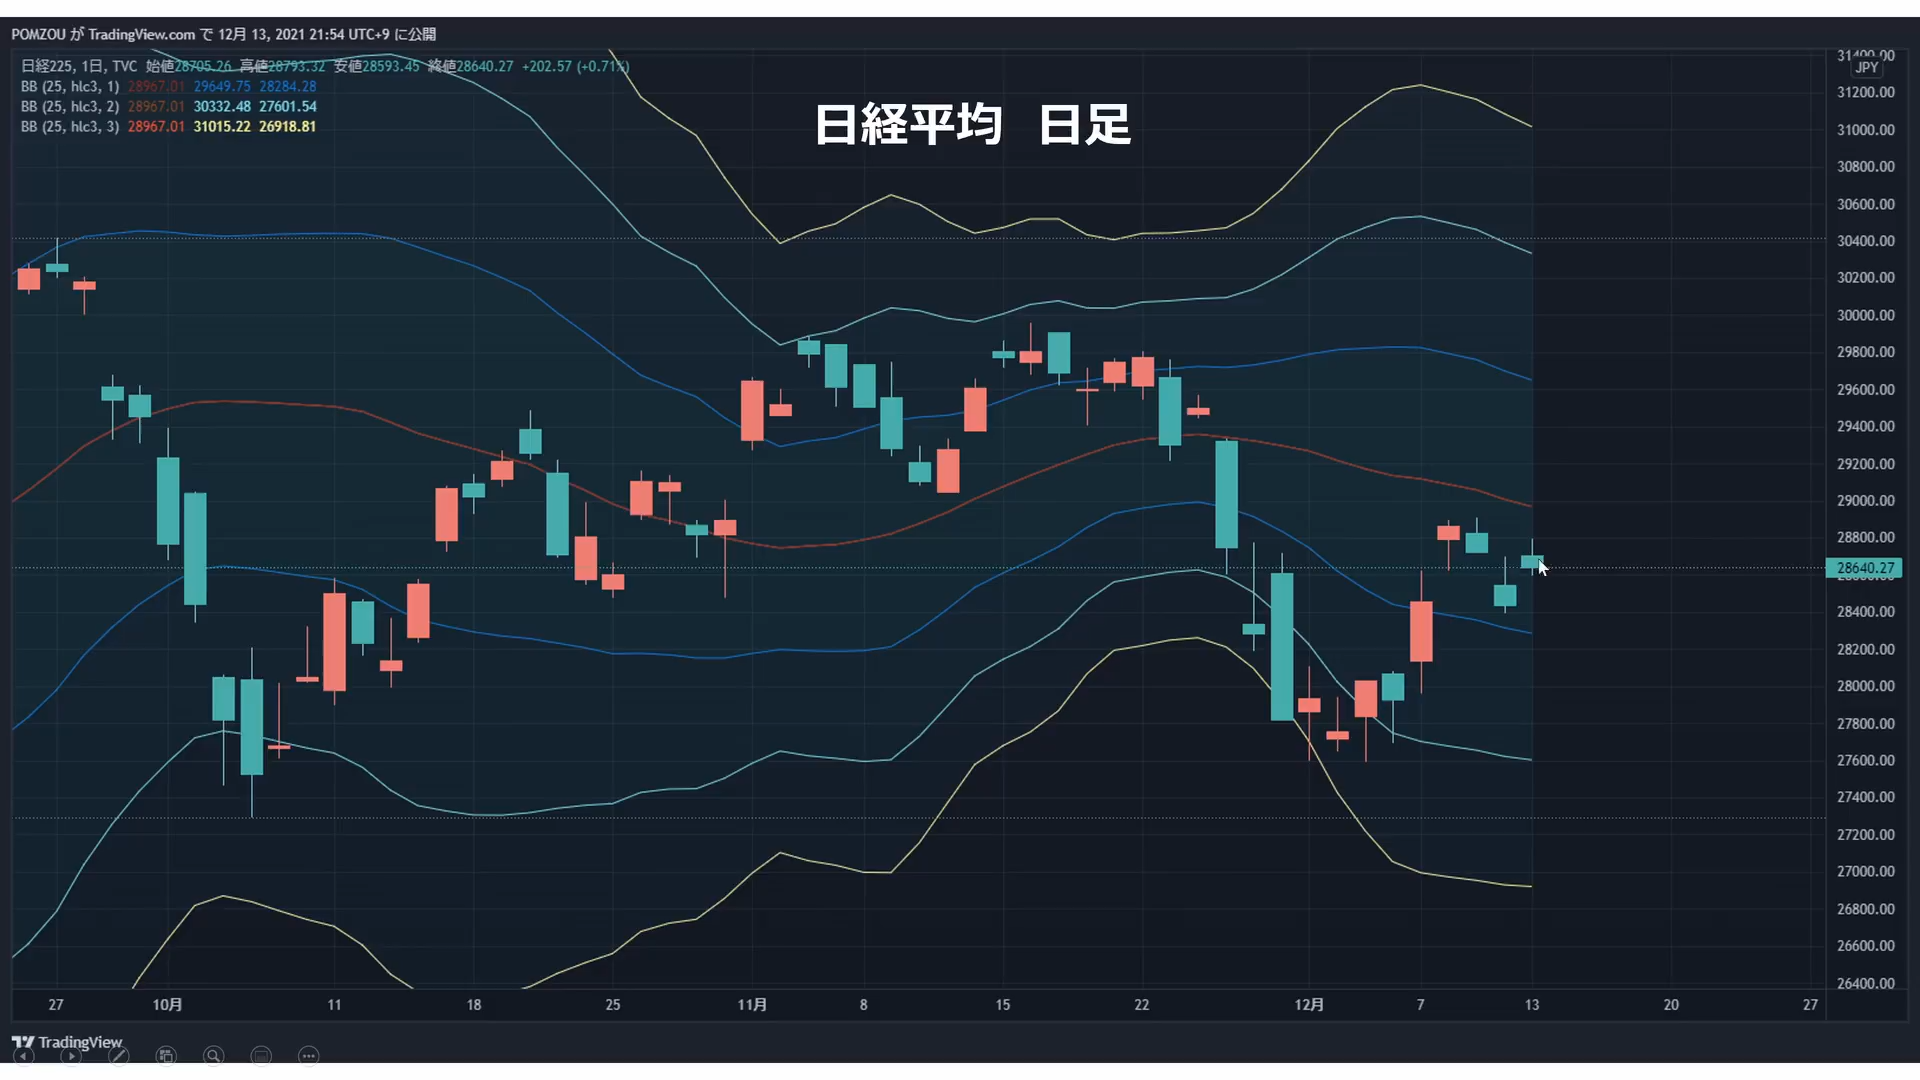 POMZOU が TradingView.com で 12月 13, 2021 21:54 UTC+9 に公開
日経225, 1日, TVC 始値28705.26 高値28793.32 安値28593.45 終値28640.27 +202.57 (+0.71%)
BB (25, hlc3, 1) 28967.01 29649.75 28284.28
BB (25, hlc3, 2) 28967.01 30332.48 27601.54
BB (25, hlc3, 3) 28967.01 31015.22 26918.81
日経平均 日足
31400.00
JPY
31200.00
31000.00
30800.00
30600.00
30400.00
30200.00
30000.00
29800.00
29600.00
29400.00
29200.00
29000.00
28800.00
28640.27
28400.00
28200.00
28000.00
27800.00
27600.00
27400.00
27200.00
27000.00
26800.00
26600.00
26400.00
27 10月 11 18 25 11月 8 15 22 12月 7 13 20 27
TradingView